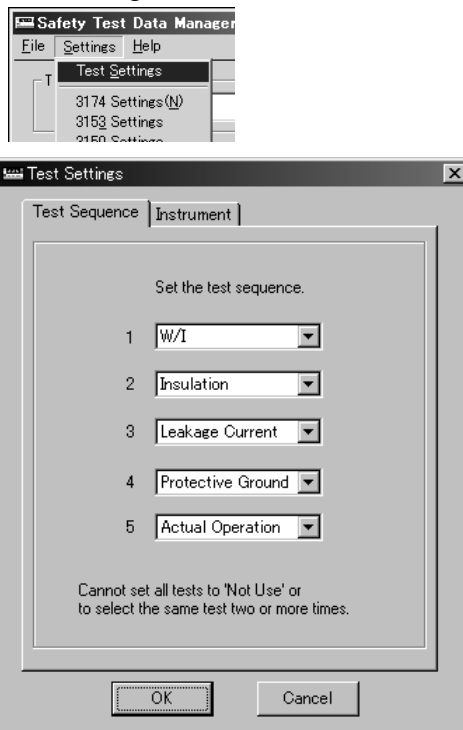 Safety Test Data Manager
File Settings Help
Test Settings
T
3174 Settings(N)
3153 Settings
3159 Settings
Test Settings
Test Sequence Instrument
Set the test sequence.
1 W/I
2 Insulation
3 Leakage Current
4 Protective Ground
5 Actual Operation
Cannot set all tests to 'Not Use' or
to select the same test two or more times.
OK Cancel